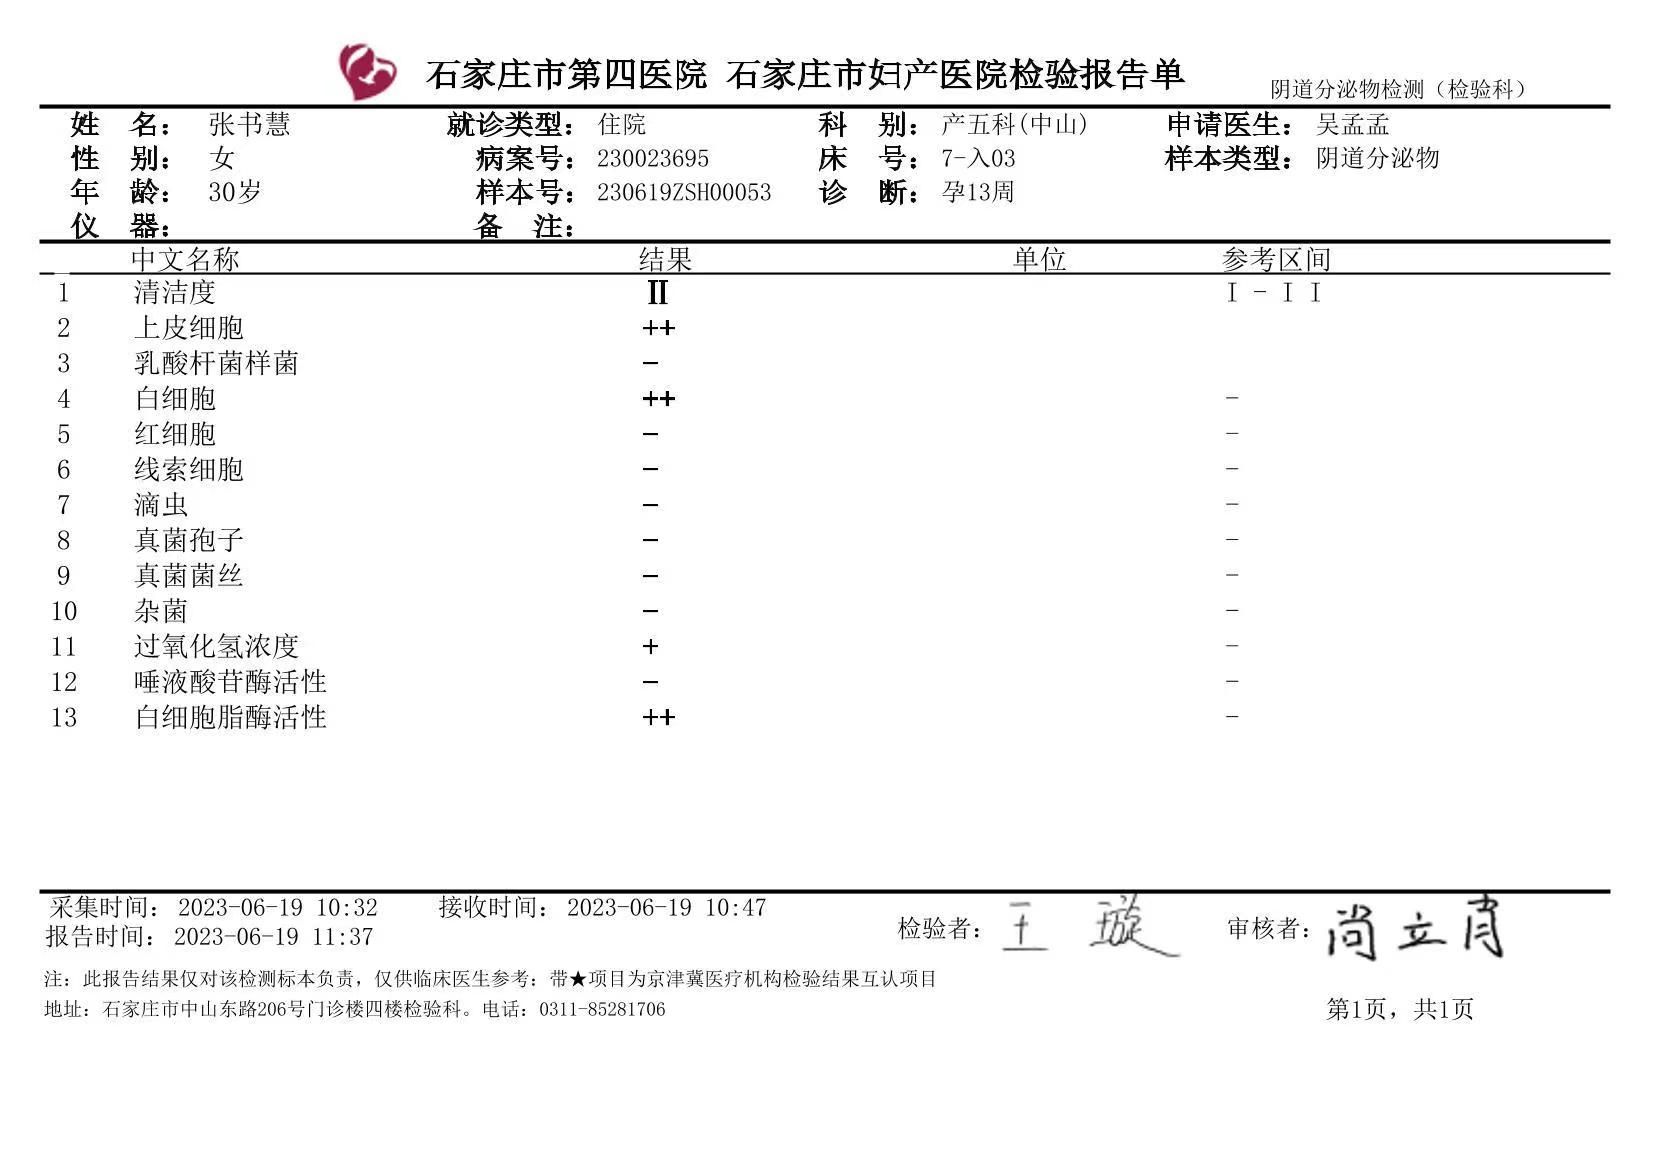 石家庄市第四医院 石家庄市妇产医院检验报告单 阴道分泌物检测（检验科）
姓 名： 张书慧 就诊类型： 住院 科 别： 产五科(中山) 申请医生： 吴孟孟
性 别： 女 病案号： 230023695 床 号： 7-入03 样本类型： 阴道分泌物
年 龄： 30岁 样本号： 230619ZSH00053 诊 断： 孕13周
仪 器： 备 注：
中文名称 结果 单位 参考区间
1 清洁度 Ⅱ I-II
2 上皮细胞 ++
3 乳酸杆菌样菌 -
4 白细胞 ++ -
5 红细胞 - -
6 线索细胞 - -
7 滴虫 - -
8 真菌孢子 - -
9 真菌菌丝 - -
10 杂菌 - -
11 过氧化氢浓度 + -
12 唾液酸苷酶活性 - -
13 白细胞脂酶活性 ++ -
采集时间： 2023-06-19 10:32 接收时间： 2023-06-19 10:47 检验者： 王璇 审核者： 尚立肖
报告时间： 2023-06-19 11:37
注：此报告结果仅对该检测标本负责，仅供临床医生参考：带★项目为京津冀医疗机构检验结果互认项目
地址：石家庄市中山东路206号门诊楼四楼检验科。电话：0311-85281706 第1页，共1页